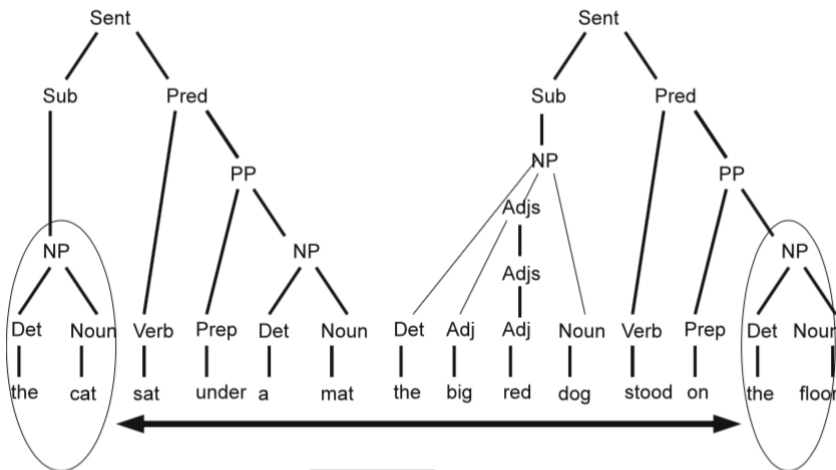 Sent Sent
Sub Pred Sub Pred
NP
PP PP
Adjs
NP NP NP
Adjs
Det Noun Verb Prep Det Noun Det Adj Adj Noun Verb Prep Det Noun
the cat sat under a mat the big red dog stood on the floor